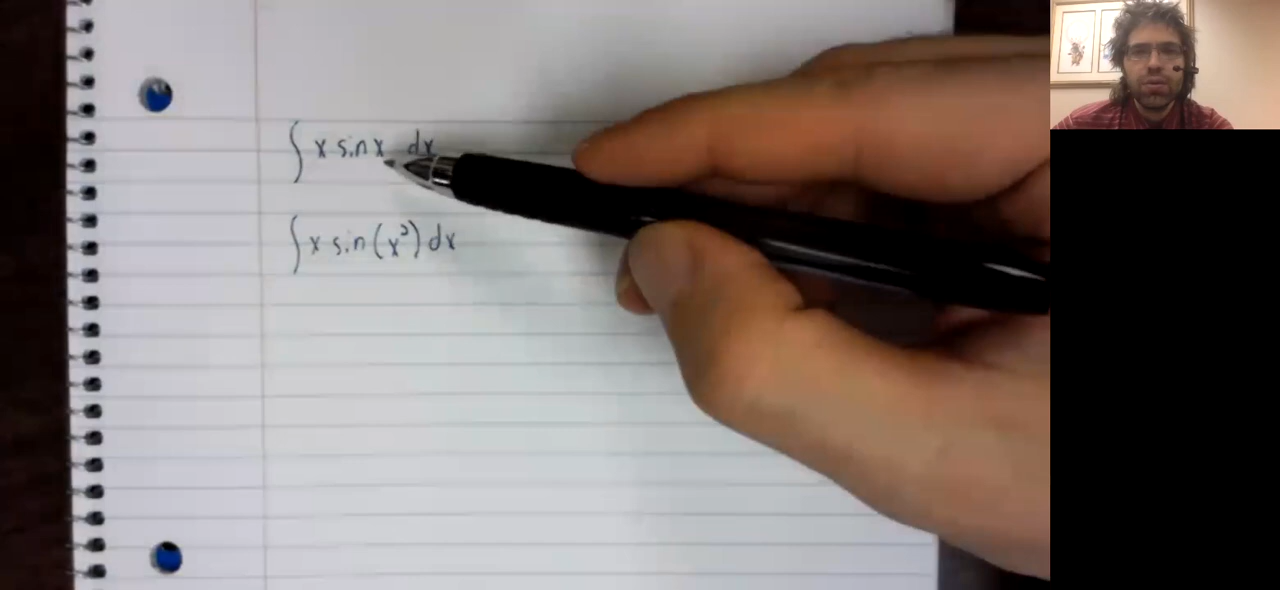 ∫ x sin x dx
∫ x sin(x²) dx